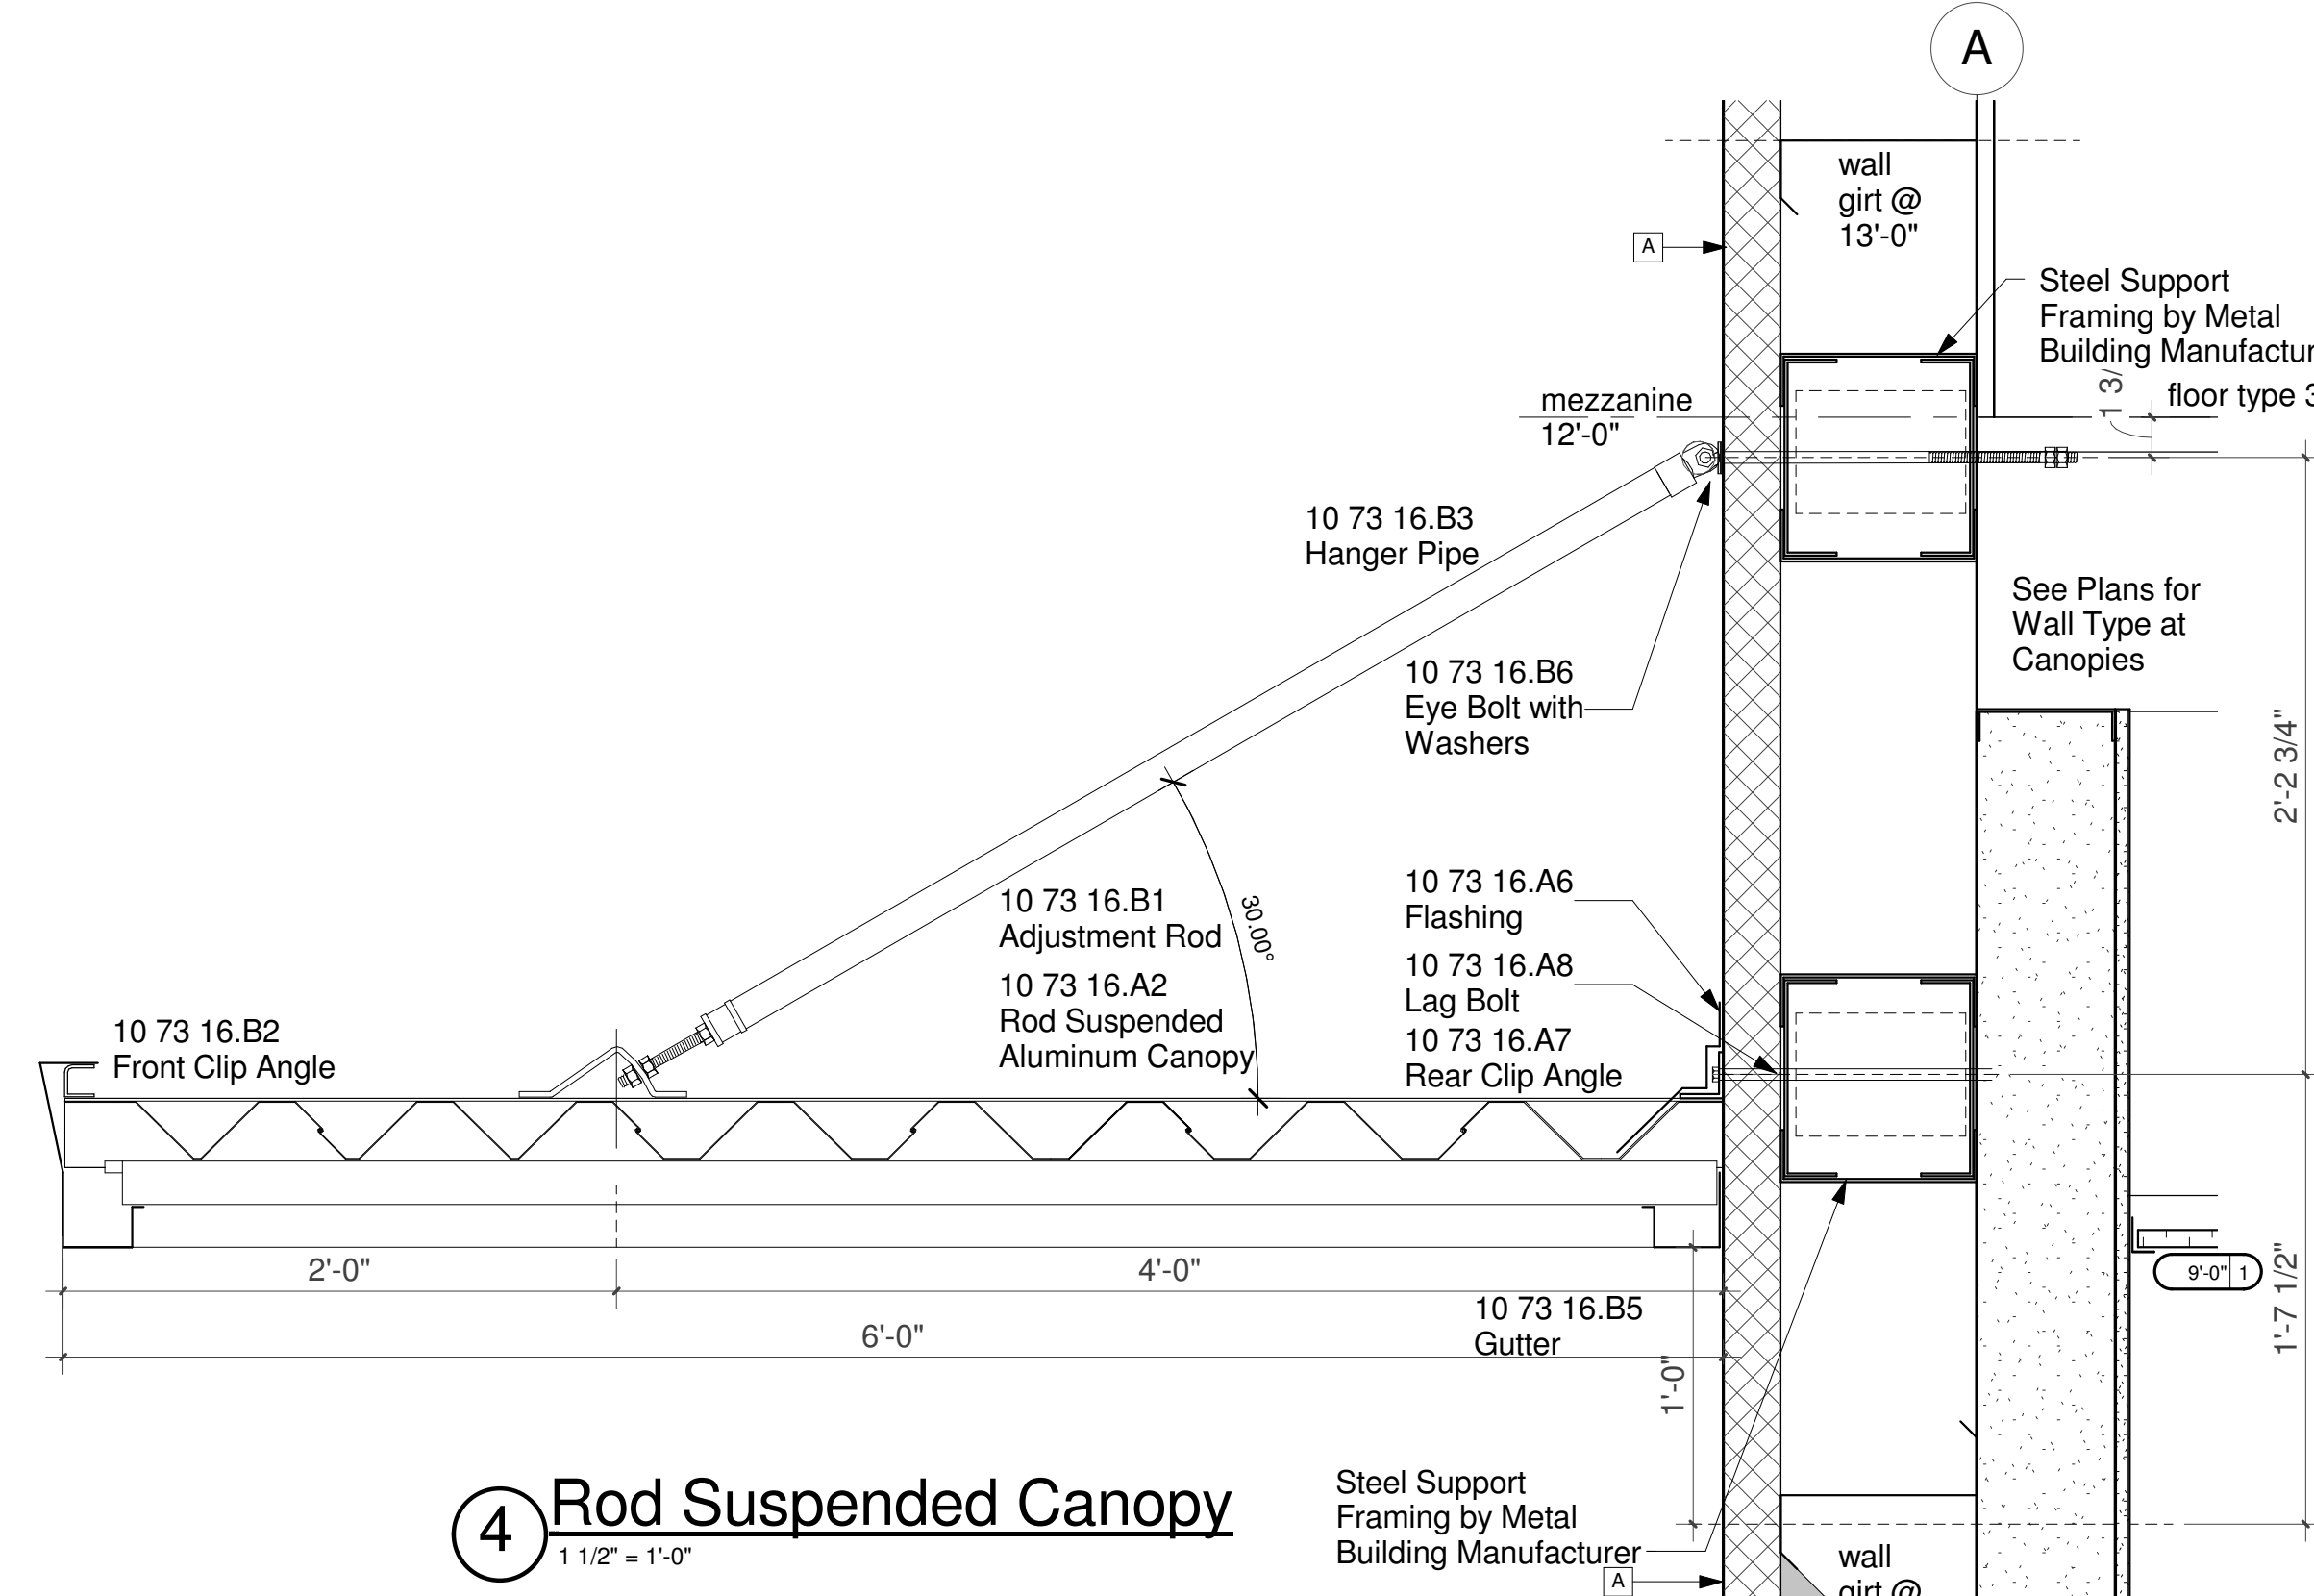 A
wall
girt @
13'-0"
A
Steel Support
Framing by Metal
Building Manufactur
1 3/
floor type 3
mezzanine
12'-0"
10 73 16.B3
Hanger Pipe
See Plans for
Wall Type at
Canopies
10 73 16.B6
Eye Bolt with
Washers
2'-2 3/4"
10 73 16.B1
Adjustment Rod
30.00°
10 73 16.A6
Flashing
10 73 16.A2
Rod Suspended
Aluminum Canopy
10 73 16.A8
Lag Bolt
10 73 16.B2
Front Clip Angle
10 73 16.A7
Rear Clip Angle
2'-0"
4'-0"
9'-0" 1
1'-7 1/2"
10 73 16.B5
Gutter
6'-0"
1'-0"
4
Rod Suspended Canopy
1 1/2" = 1'-0"
Steel Support
Framing by Metal
Building Manufacturer
A
wall
girt @